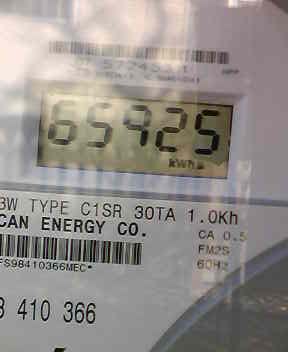 65925
kWh
3W TYPE C1SR 30TA 1.0Kh
CAN ENERGY CO.
CA 0.5
FM2S
FS98410366MEC*
60Hz
3 410 366